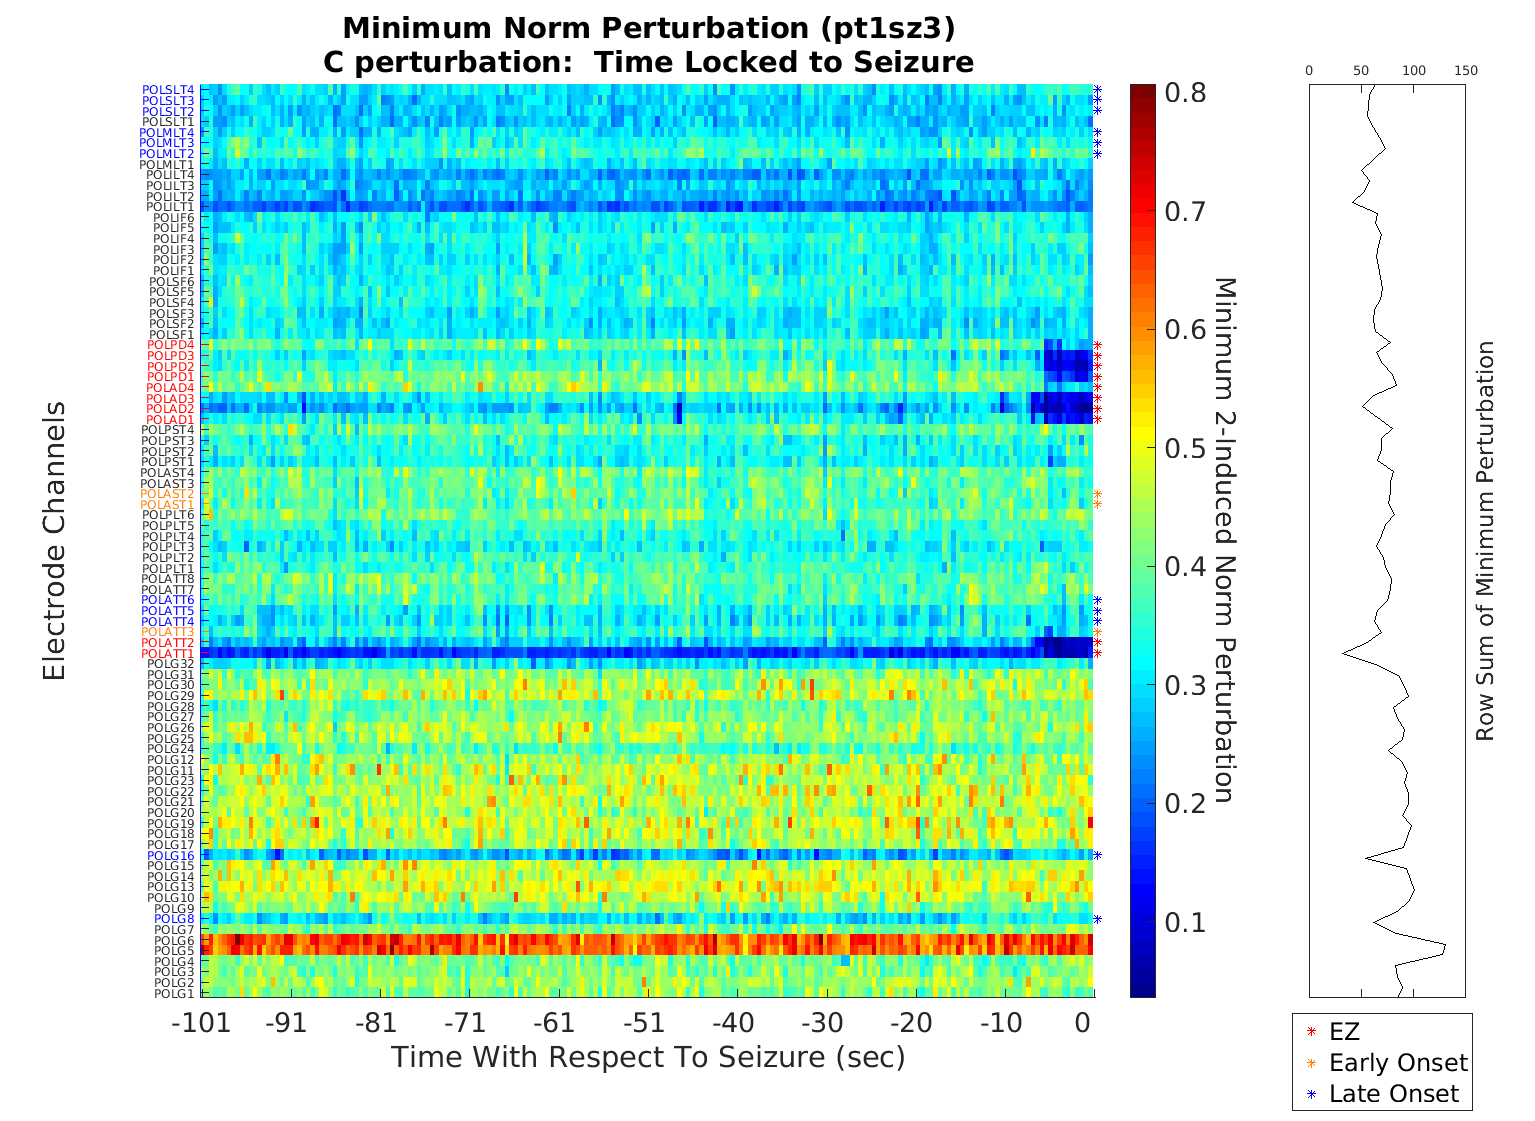 Minimum Norm Perturbation (pt1sz3)
C perturbation:  Time Locked to Seizure
Electrode Channels
POLSLT4
POLSLT3
POLSLT2
POLSLT1
POLMLT4
POLMLT3
POLMLT2
POLMLT1
POLILT4
POLILT3
POLILT2
POLILT1
POLIF6
POLIF5
POLIF4
POLIF3
POLIF2
POLIF1
POLSF6
POLSF5
POLSF4
POLSF3
POLSF2
POLSF1
POLPD4
POLPD3
POLPD2
POLPD1
POLAD4
POLAD3
POLAD2
POLAD1
POLPST4
POLPST3
POLPST2
POLPST1
POLAST4
POLAST3
POLAST2
POLAST1
POLPLT6
POLPLT5
POLPLT4
POLPLT3
POLPLT2
POLPLT1
POLATT8
POLATT7
POLATT6
POLATT5
POLATT4
POLATT3
POLATT2
POLATT1
POLG32
POLG31
POLG30
POLG29
POLG28
POLG27
POLG26
POLG25
POLG24
POLG12
POLG11
POLG23
POLG22
POLG21
POLG20
POLG19
POLG18
POLG17
POLG16
POLG15
POLG14
POLG13
POLG10
POLG9
POLG8
POLG7
POLG6
POLG5
POLG4
POLG3
POLG2
POLG1
-101 -91 -81 -71 -61 -51 -40 -30 -20 -10 0
Time With Respect To Seizure (sec)
0.8
0.7
0.6
0.5
0.4
0.3
0.2
0.1
Minimum 2-Induced Norm Perturbation
0 50 100 150
Row Sum of Minimum Perturbation
EZ
Early Onset
Late Onset